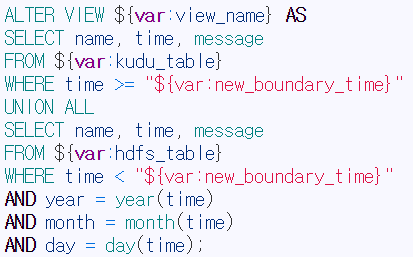 ALTER VIEW ${var:view_name} AS
SELECT name, time, message
FROM ${var:kudu_table}
WHERE time >= "${var:new_boundary_time}"
UNION ALL
SELECT name, time, message
FROM ${var:hdfs_table}
WHERE time < "${var:new_boundary_time}"
AND year = year(time)
AND month = month(time)
AND day = day(time);